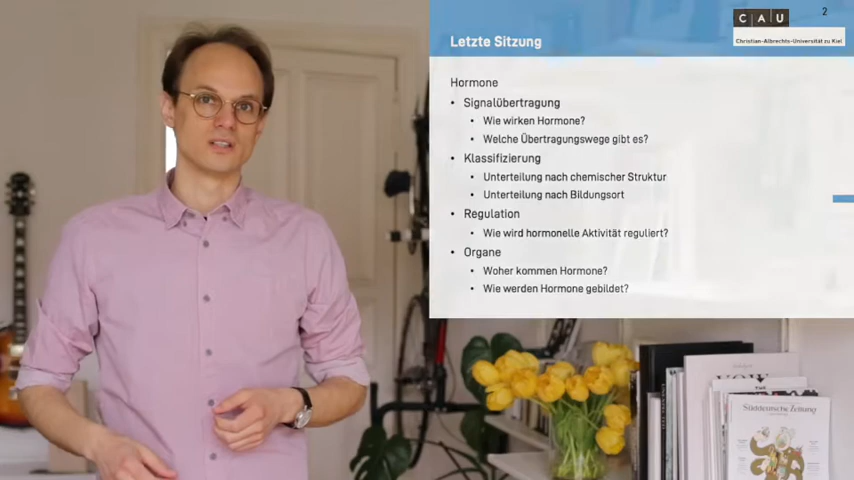 Letzte Sitzung
CAU
2
Christian-Albrechts-Universität zu Kiel
Hormone
• Signalübertragung
• Wie wirken Hormone?
• Welche Übertragungswege gibt es?
• Klassifizierung
• Unterteilung nach chemischer Struktur
• Unterteilung nach Bildungsort
• Regulation
• Wie wird hormonelle Aktivität reguliert?
• Organe
• Woher kommen Hormone?
• Wie werden Hormone gebildet?
Süddeutsche Zeitung